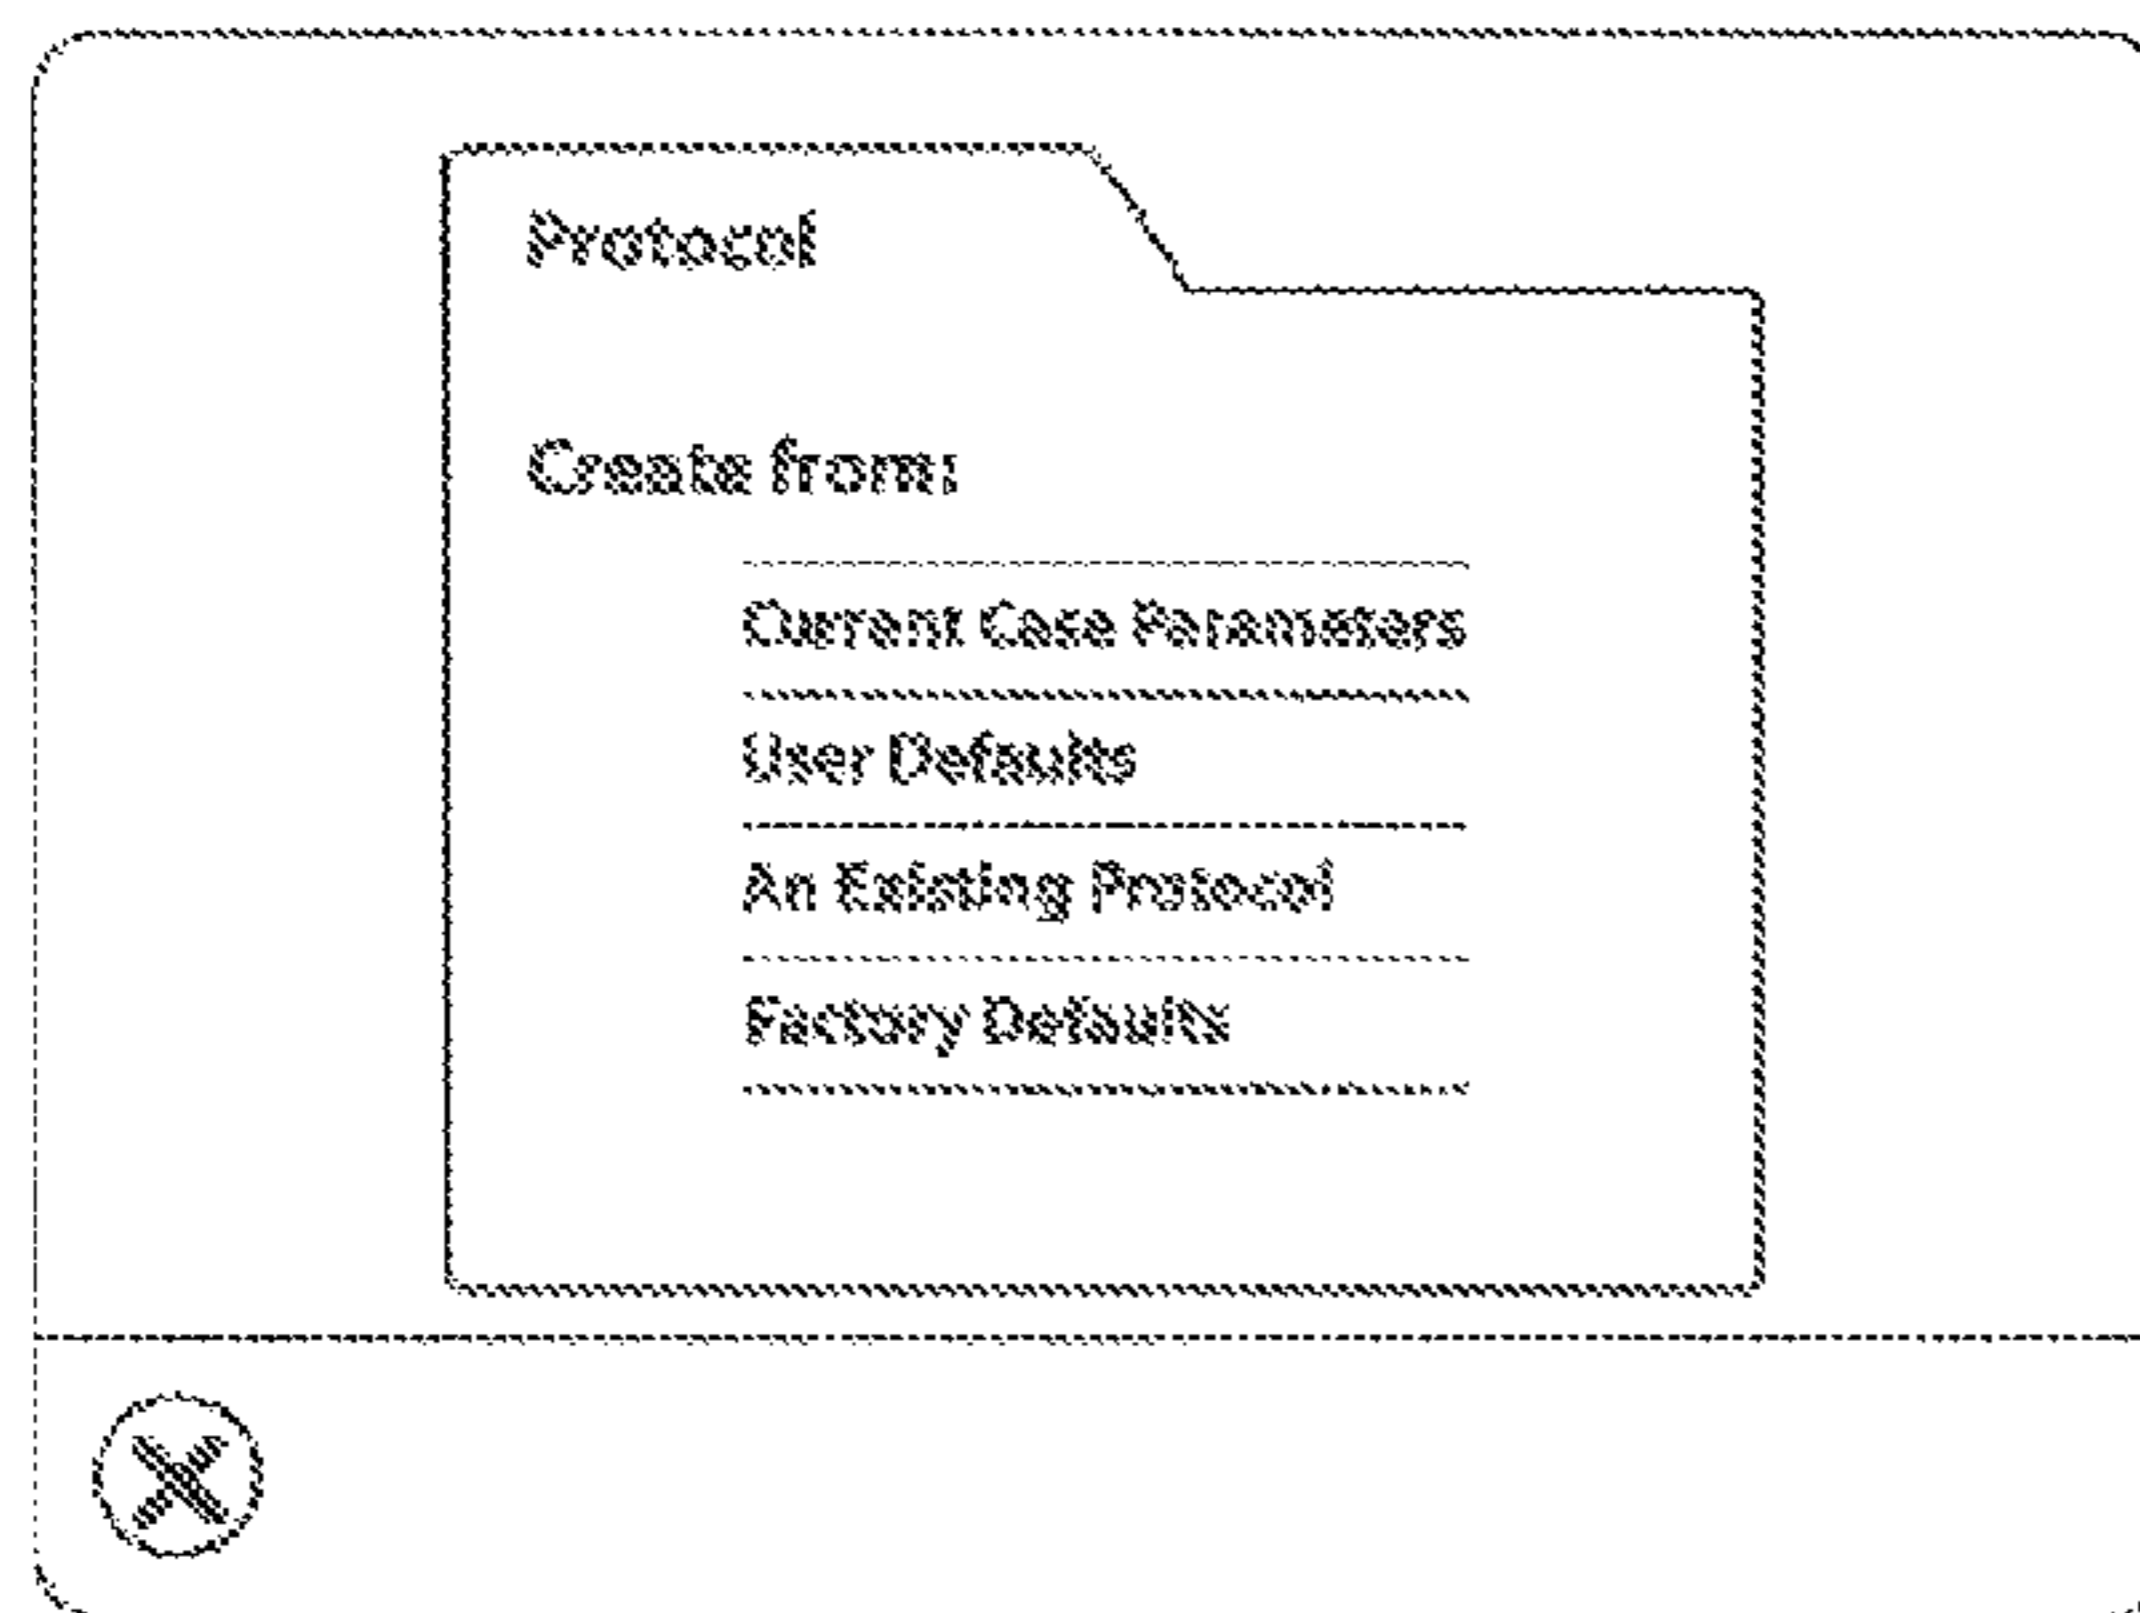 Protocol
Create from:
Current Case Parameters
User Defaults
An Existing Protocol
Factory Defaults